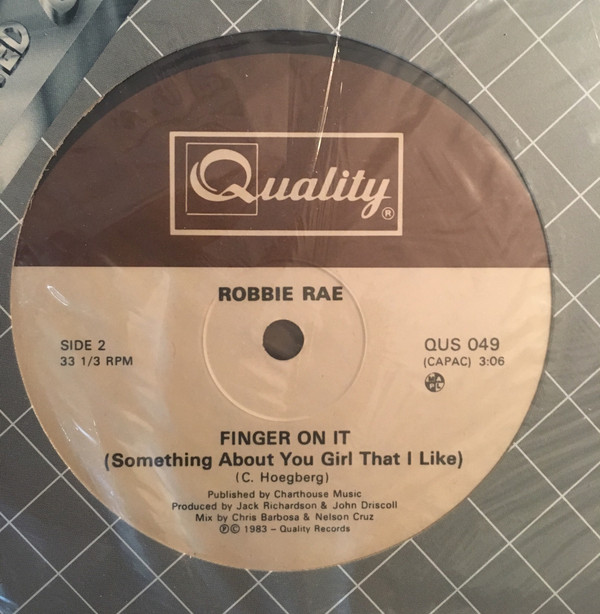 Quality ®
ROBBIE RAE
SIDE 2
33 1/3 RPM
QUS 049
(CAPAC) 3:06
MAPL
FINGER ON IT
(Something About You Girl That I Like)
(C. Hoegberg)
Published by Charthouse Music
Produced by Jack Richardson & John Driscoll
Mix by Chris Barbosa & Nelson Cruz
℗© 1983 – Quality Records